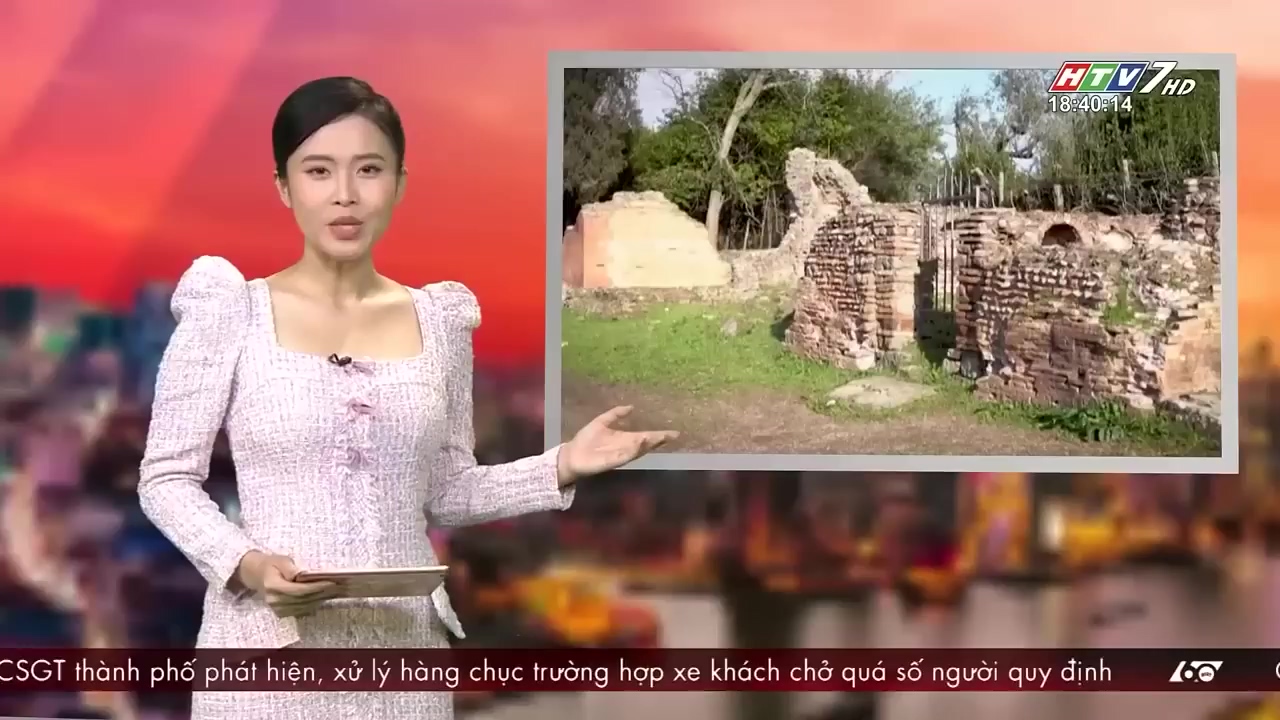 HTV7 HD
18:40:14
CSGT thành phố phát hiện, xử lý hàng chục trường hợp xe khách chở quá số người quy định
60